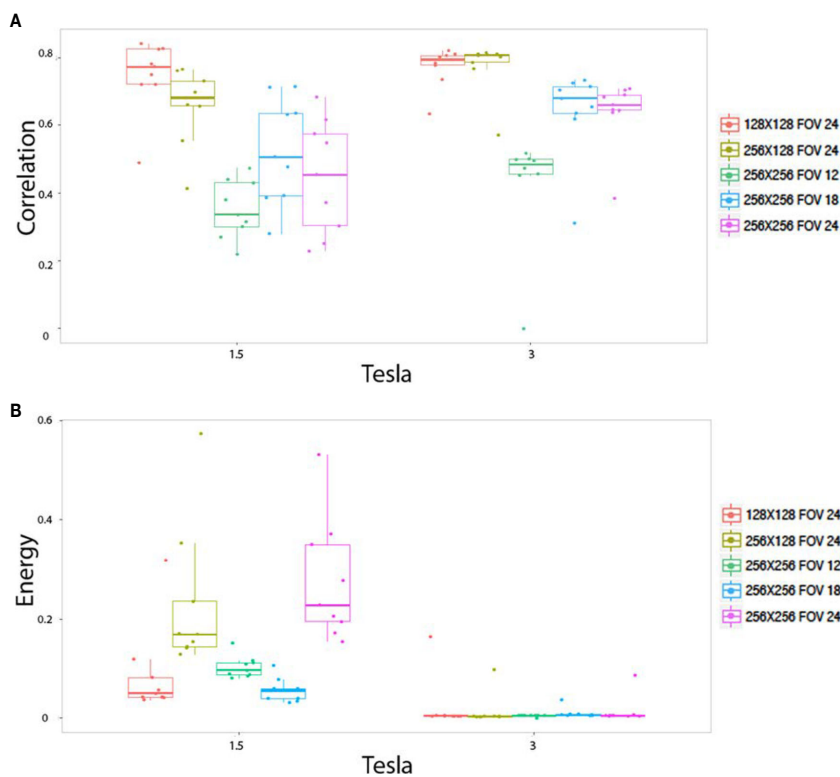 A
0.8
0.6
0.4
0.2
0
Correlation
1.5
3
Tesla
128X128 FOV 24
256X128 FOV 24
256X256 FOV 12
256X256 FOV 18
256X256 FOV 24
B
0.6
0.4
0.2
0
Energy
1.5
3
Tesla
128X128 FOV 24
256X128 FOV 24
256X256 FOV 12
256X256 FOV 18
256X256 FOV 24